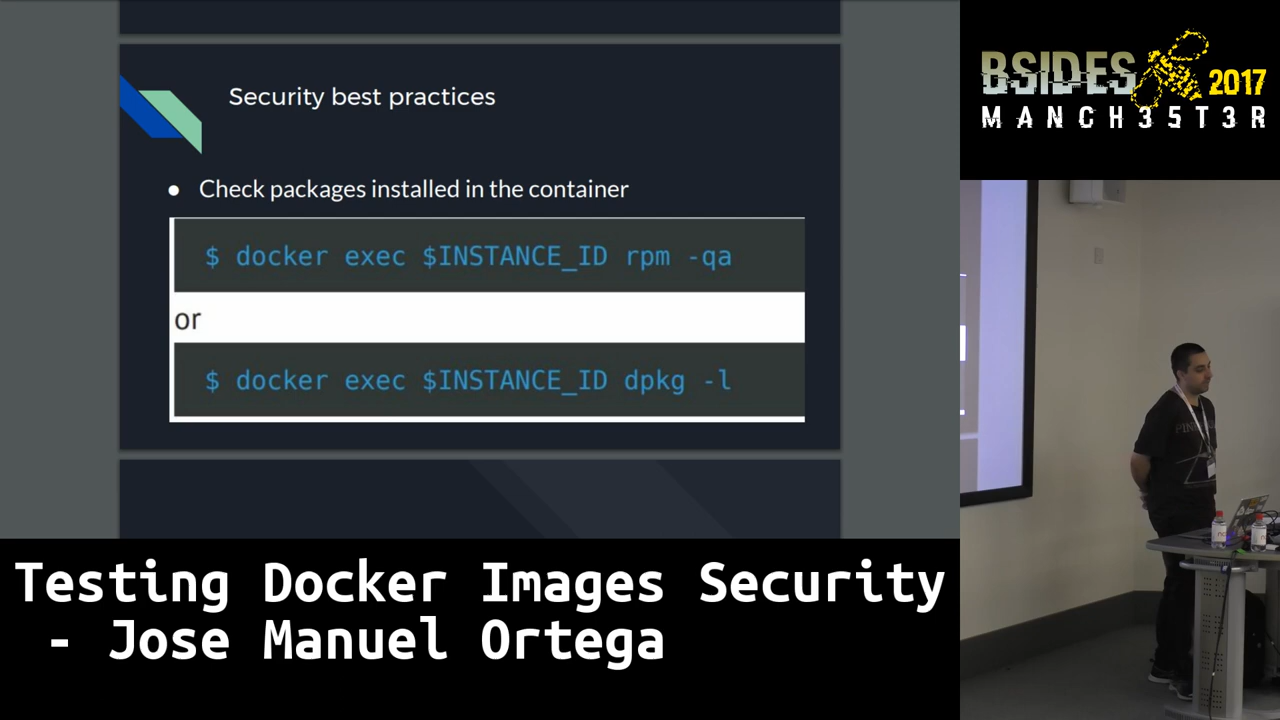 Security best practices
● Check packages installed in the container
$ docker exec $INSTANCE_ID rpm -qa
or
$ docker exec $INSTANCE_ID dpkg -l
Testing Docker Images Security
- Jose Manuel Ortega
BSIDES 2017
MANCH35T3R